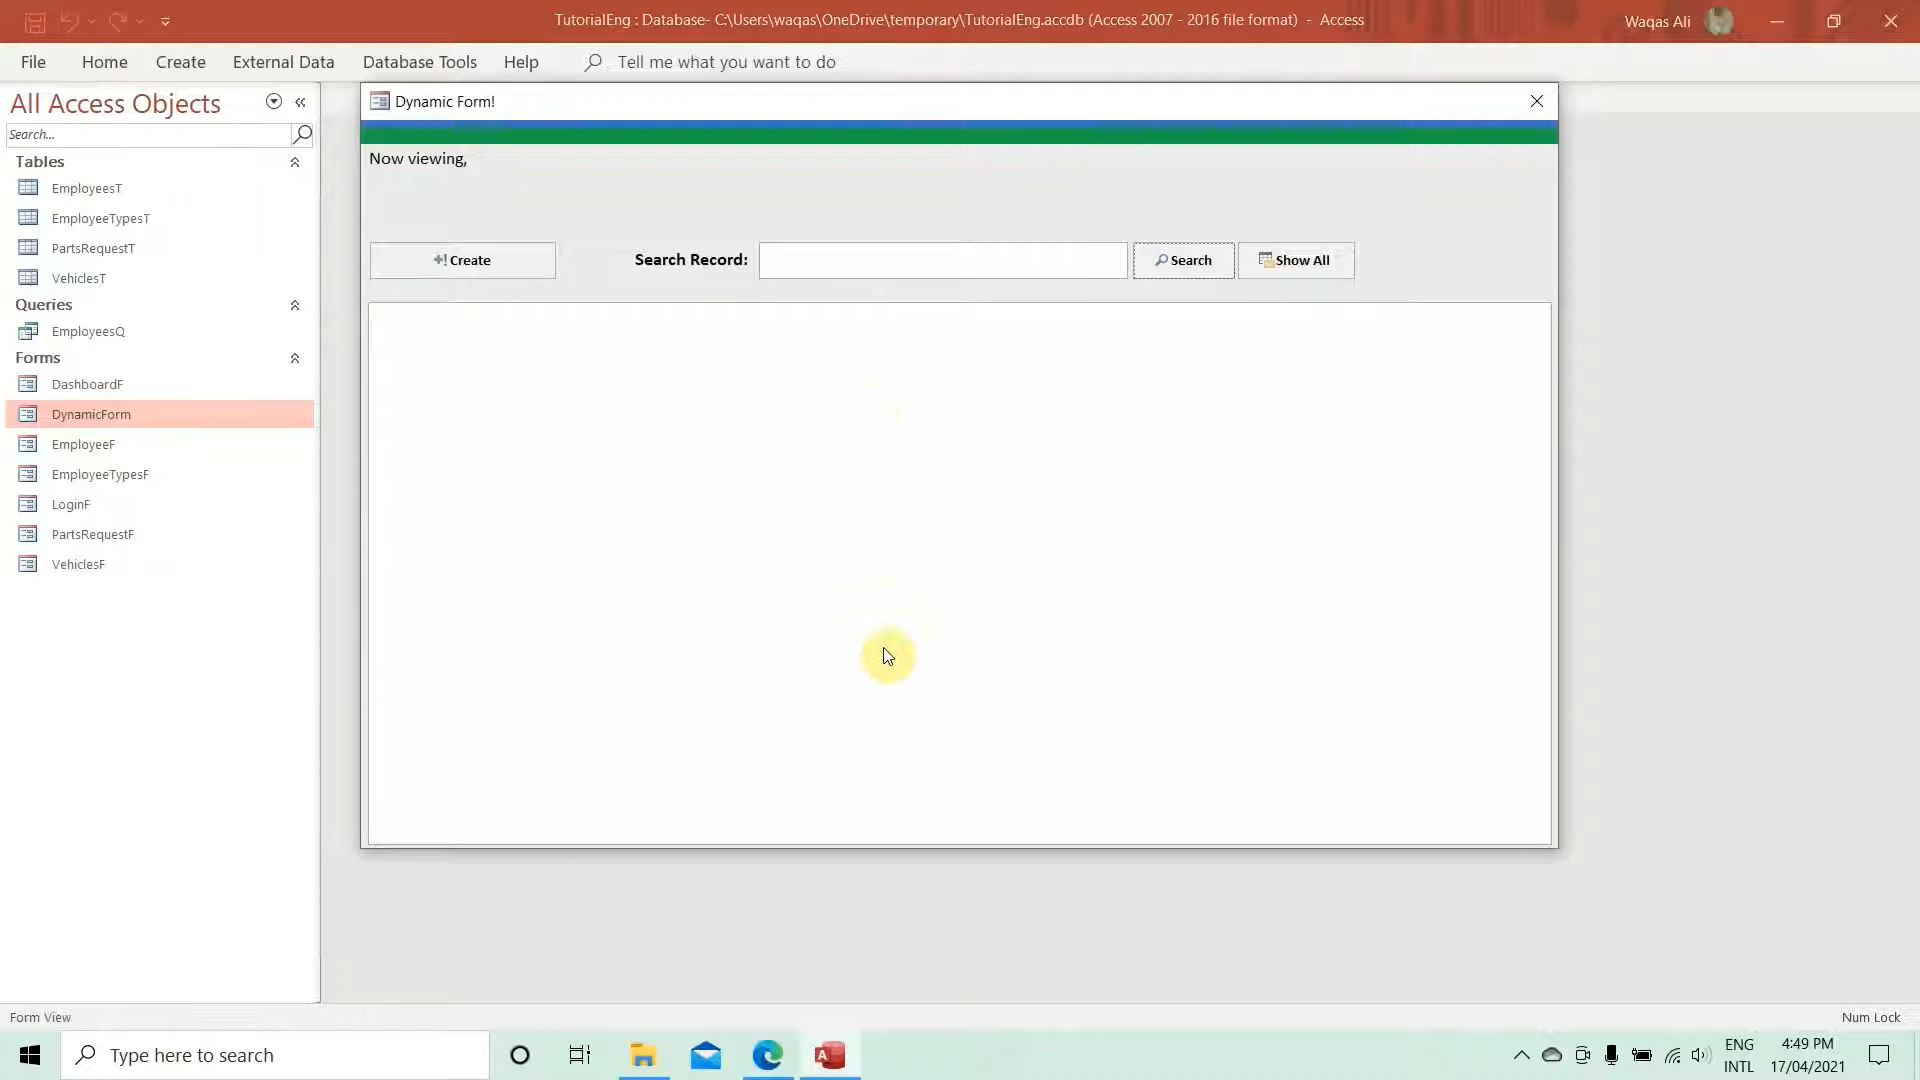 TutorialEng : Database- C:\Users\waqas\OneDrive\temporary\TutorialEng.accdb (Access 2007 - 2016 file format) - Access
Waqas Ali
File Home Create External Data Database Tools Help Tell me what you want to do
All Access Objects
Search...
Tables
EmployeesT
EmployeeTypesT
PartsRequestT
VehiclesT
Queries
EmployeesQ
Forms
DashboardF
DynamicForm
EmployeeF
EmployeeTypesF
LoginF
PartsRequestF
VehiclesF
Dynamic Form!
Now viewing,
Create Search Record: Search Show All
Form View
Num Lock
Type here to search
ENG
INTL
4:49 PM
17/04/2021